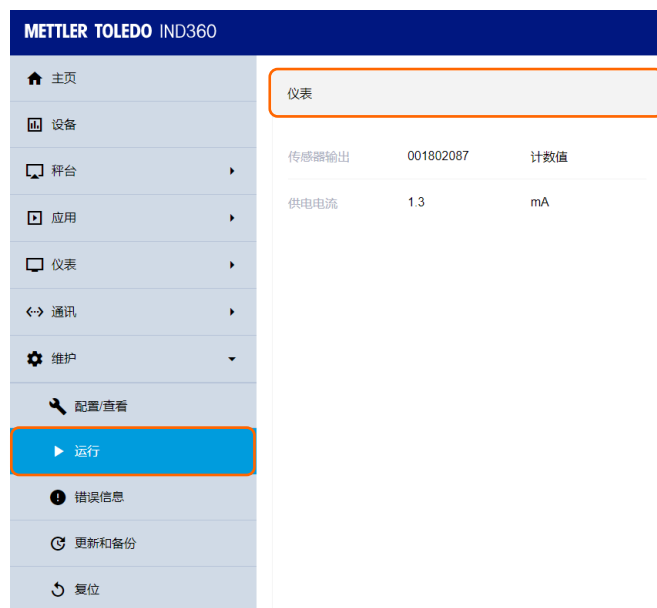 METTLER TOLEDO IND360
主页
设备
秤台
应用
仪表
通讯
维护
配置/查看
运行
错误信息
更新和备份
复位
仪表
传感器输出 001802087 计数值
供电电流 1.3 mA